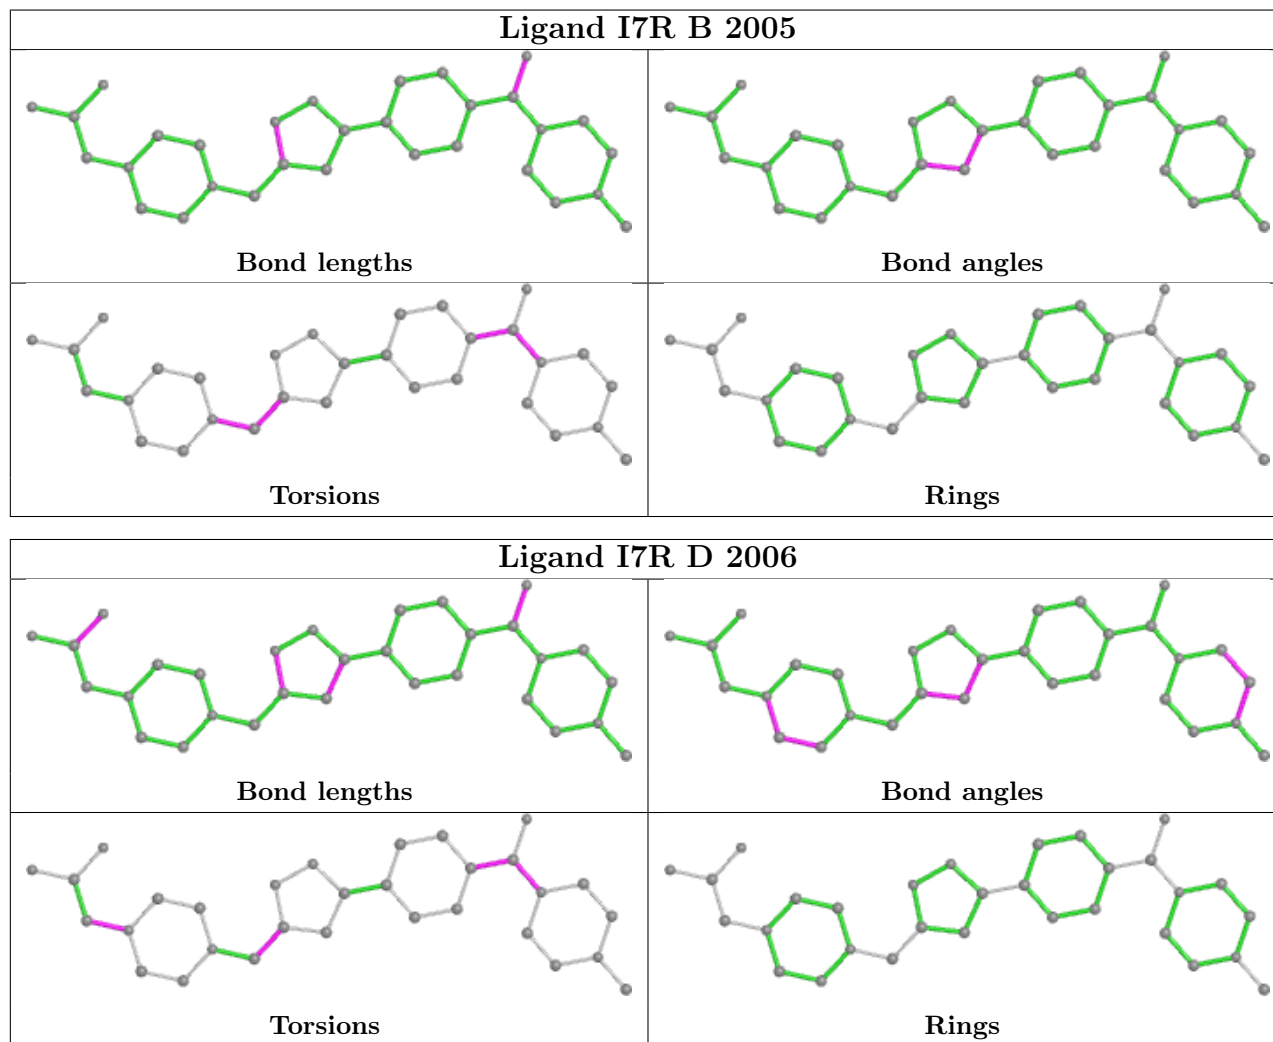 Ligand I7R B 2005
Bond lengths
Bond angles
Torsions
Rings
Ligand I7R D 2006
Bond lengths
Bond angles
Torsions
Rings